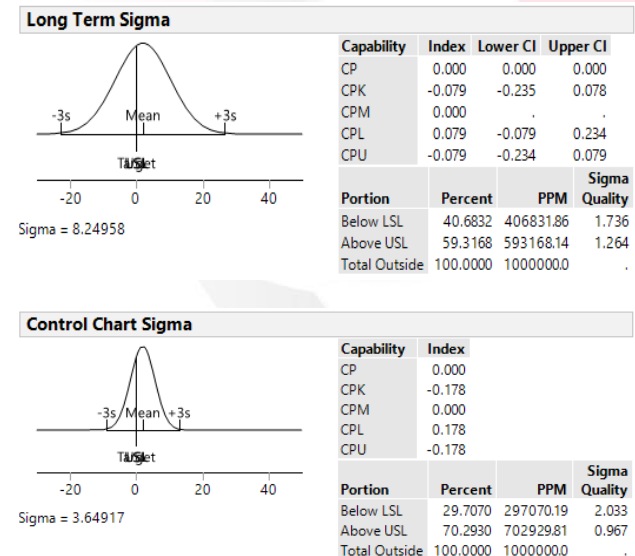 Long Term Sigma
-3s Mean +3s
-20 0 20 40
Sigma = 8.24958
Capability Index Lower CI Upper CI
CP 0.000 0.000 0.000
CPK -0.079 -0.235 0.078
CPM 0.000 . .
CPL 0.079 -0.079 0.234
CPU -0.079 -0.234 0.079
Sigma
Portion Percent PPM Quality
Below LSL 40.6832 406831.86 1.736
Above USL 59.3168 593168.14 1.264
Total Outside 100.0000 1000000.0 .
Control Chart Sigma
-3s Mean +3s
-20 0 20 40
Sigma = 3.64917
Capability Index
CP 0.000
CPK -0.178
CPM 0.000
CPL 0.178
CPU -0.178
Sigma
Portion Percent PPM Quality
Below LSL 29.7070 297070.19 2.033
Above USL 70.2930 702929.81 0.967
Total Outside 100.0000 1000000.0 .